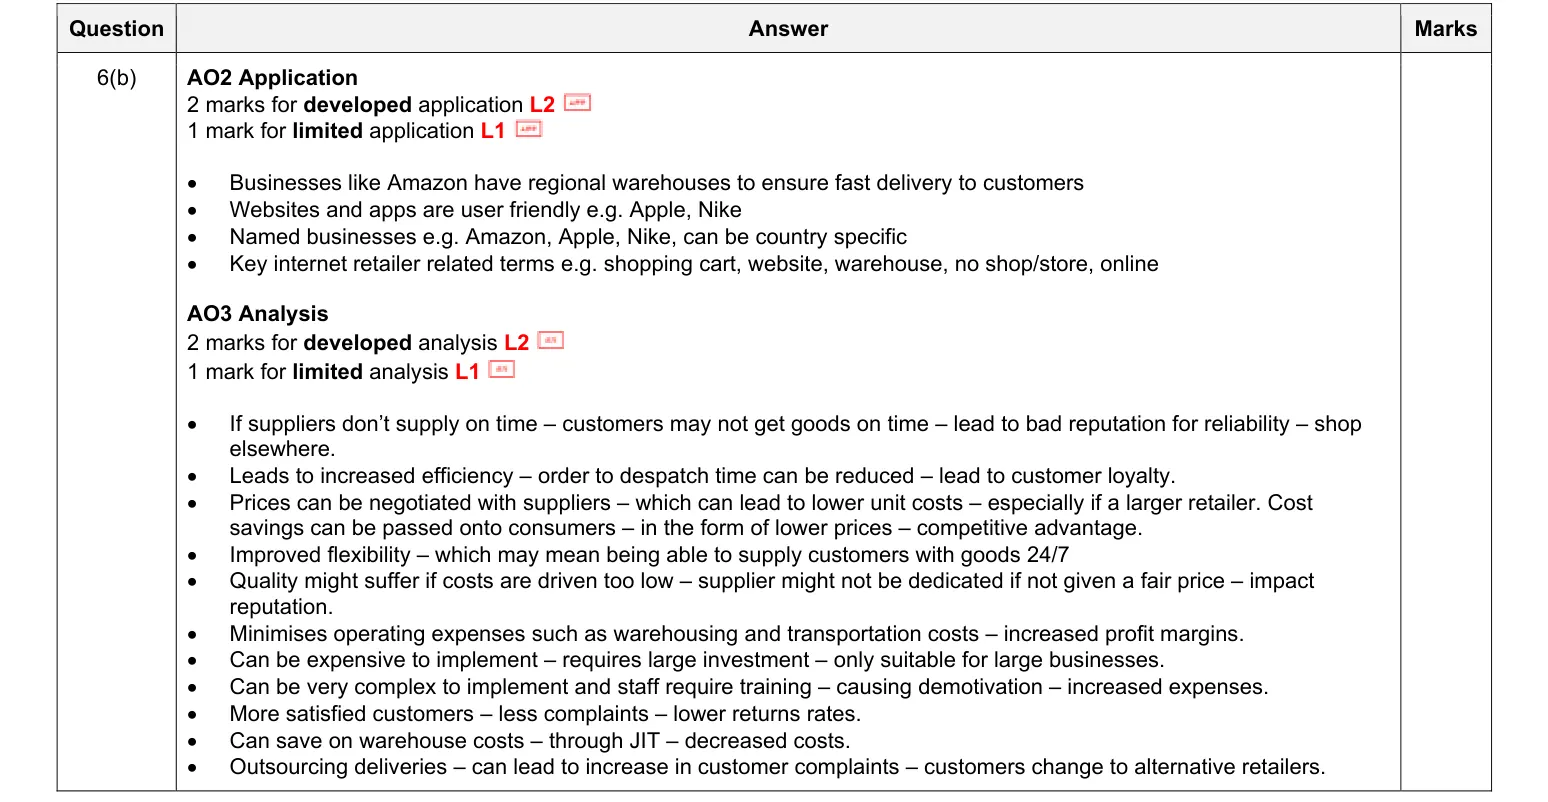 Question Answer Marks
6(b) AO2 Application
2 marks for developed application L2
1 mark for limited application L1
• Businesses like Amazon have regional warehouses to ensure fast delivery to customers
• Websites and apps are user friendly e.g. Apple, Nike
• Named businesses e.g. Amazon, Apple, Nike, can be country specific
• Key internet retailer related terms e.g. shopping cart, website, warehouse, no shop/store, online
AO3 Analysis
2 marks for developed analysis L2
1 mark for limited analysis L1
• If suppliers don’t supply on time – customers may not get goods on time – lead to bad reputation for reliability – shop
elsewhere.
• Leads to increased efficiency – order to despatch time can be reduced – lead to customer loyalty.
• Prices can be negotiated with suppliers – which can lead to lower unit costs – especially if a larger retailer. Cost
savings can be passed onto consumers – in the form of lower prices – competitive advantage.
• Improved flexibility – which may mean being able to supply customers with goods 24/7
• Quality might suffer if costs are driven too low – supplier might not be dedicated if not given a fair price – impact
reputation.
• Minimises operating expenses such as warehousing and transportation costs – increased profit margins.
• Can be expensive to implement – requires large investment – only suitable for large businesses.
• Can be very complex to implement and staff require training – causing demotivation – increased expenses.
• More satisfied customers – less complaints – lower returns rates.
• Can save on warehouse costs – through JIT – decreased costs.
• Outsourcing deliveries – can lead to increase in customer complaints – customers change to alternative retailers.